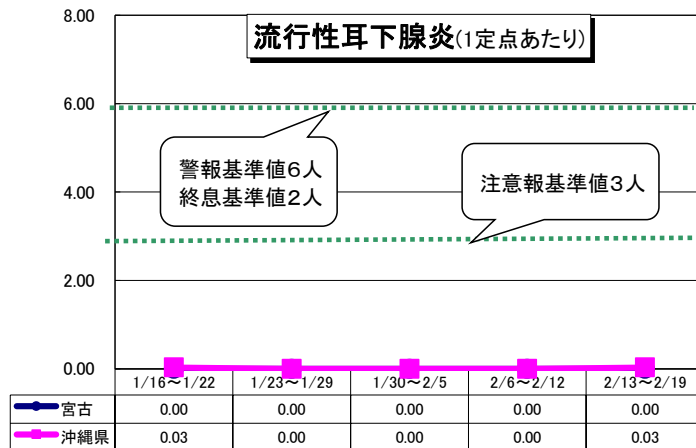 流行性耳下腺炎(1定点あたり)
8.00
6.00
4.00
2.00
0.00
警報基準値6人
終息基準値2人
注意報基準値3人
1/16～1/22 1/23～1/29 1/30～2/5 2/6～2/12 2/13～2/19
宮古 0.00 0.00 0.00 0.00 0.00
沖縄県 0.03 0.00 0.00 0.00 0.03